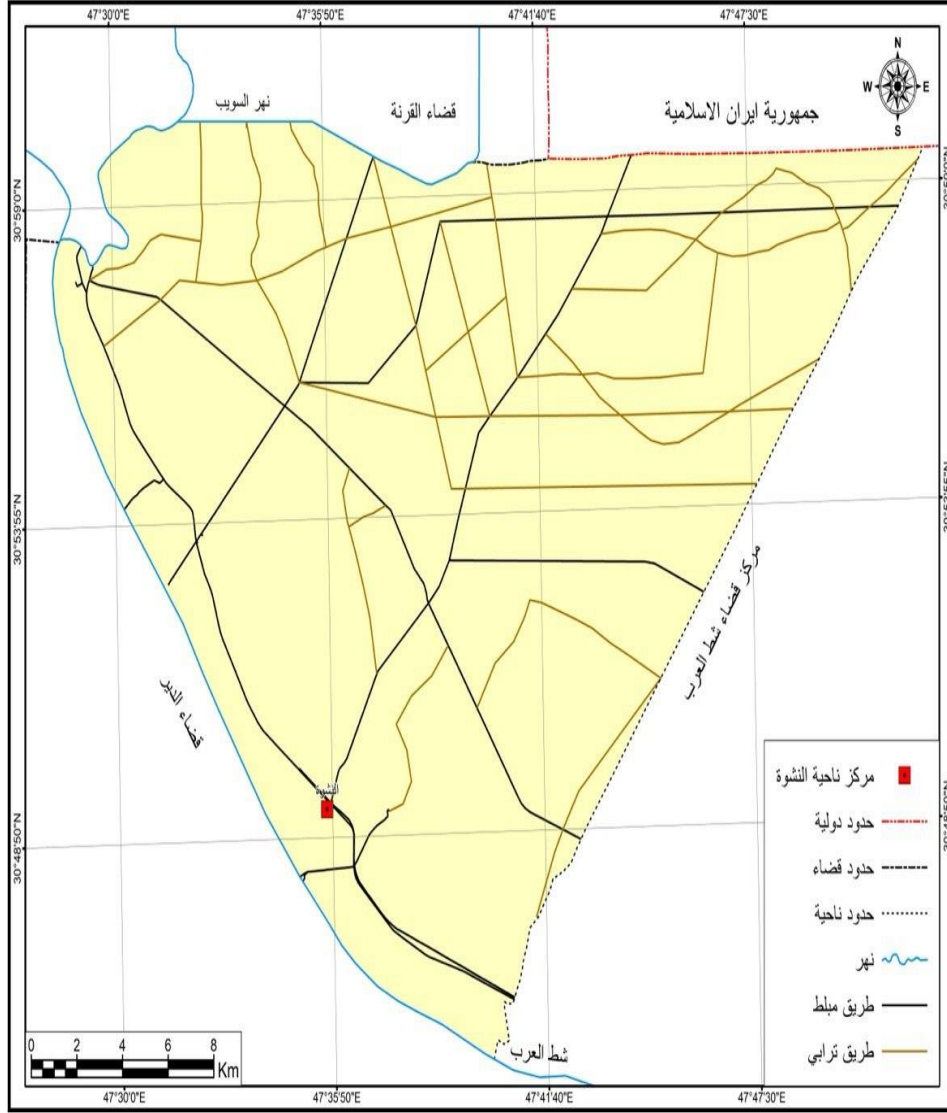 47°30'0"E 47°35'50"E 47°41'40"E 47°47'30"E
N
W E
S
نهر السويب
قضاء القرنة
جمهورية ايران الاسلامية
30°59'0"N
30°53'55"N
30°53'55"N
مركز قضاء شط العرب
قضاء الدير
النشوة
30°48'50"N
شط العرب
مركز ناحية النشوة
حدود دولية
حدود قضاء
حدود ناحية
نهر
طريق مبلط
طريق ترابي
0 2 4 6 8
Km
47°30'0"E 47°35'50"E 47°41'40"E 47°47'30"E